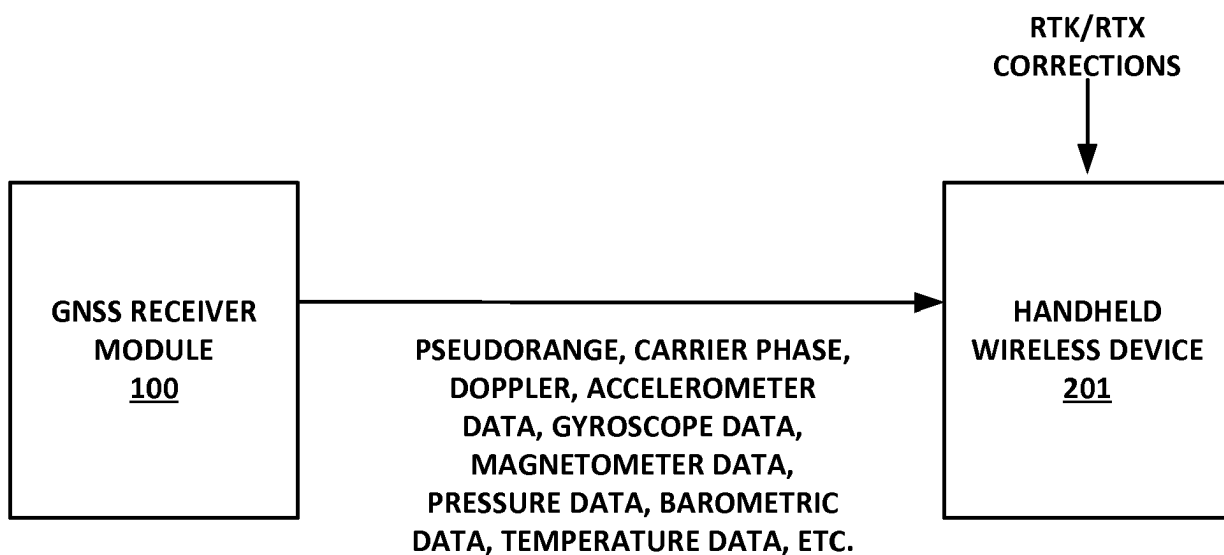 RTK/RTX
CORRECTIONS
GNSS RECEIVER
MODULE
100
PSEUDORANGE, CARRIER PHASE,
DOPPLER, ACCELEROMETER
DATA, GYROSCOPE DATA,
MAGNETOMETER DATA,
PRESSURE DATA, BAROMETRIC
DATA, TEMPERATURE DATA, ETC.
HANDHELD
WIRELESS DEVICE
201